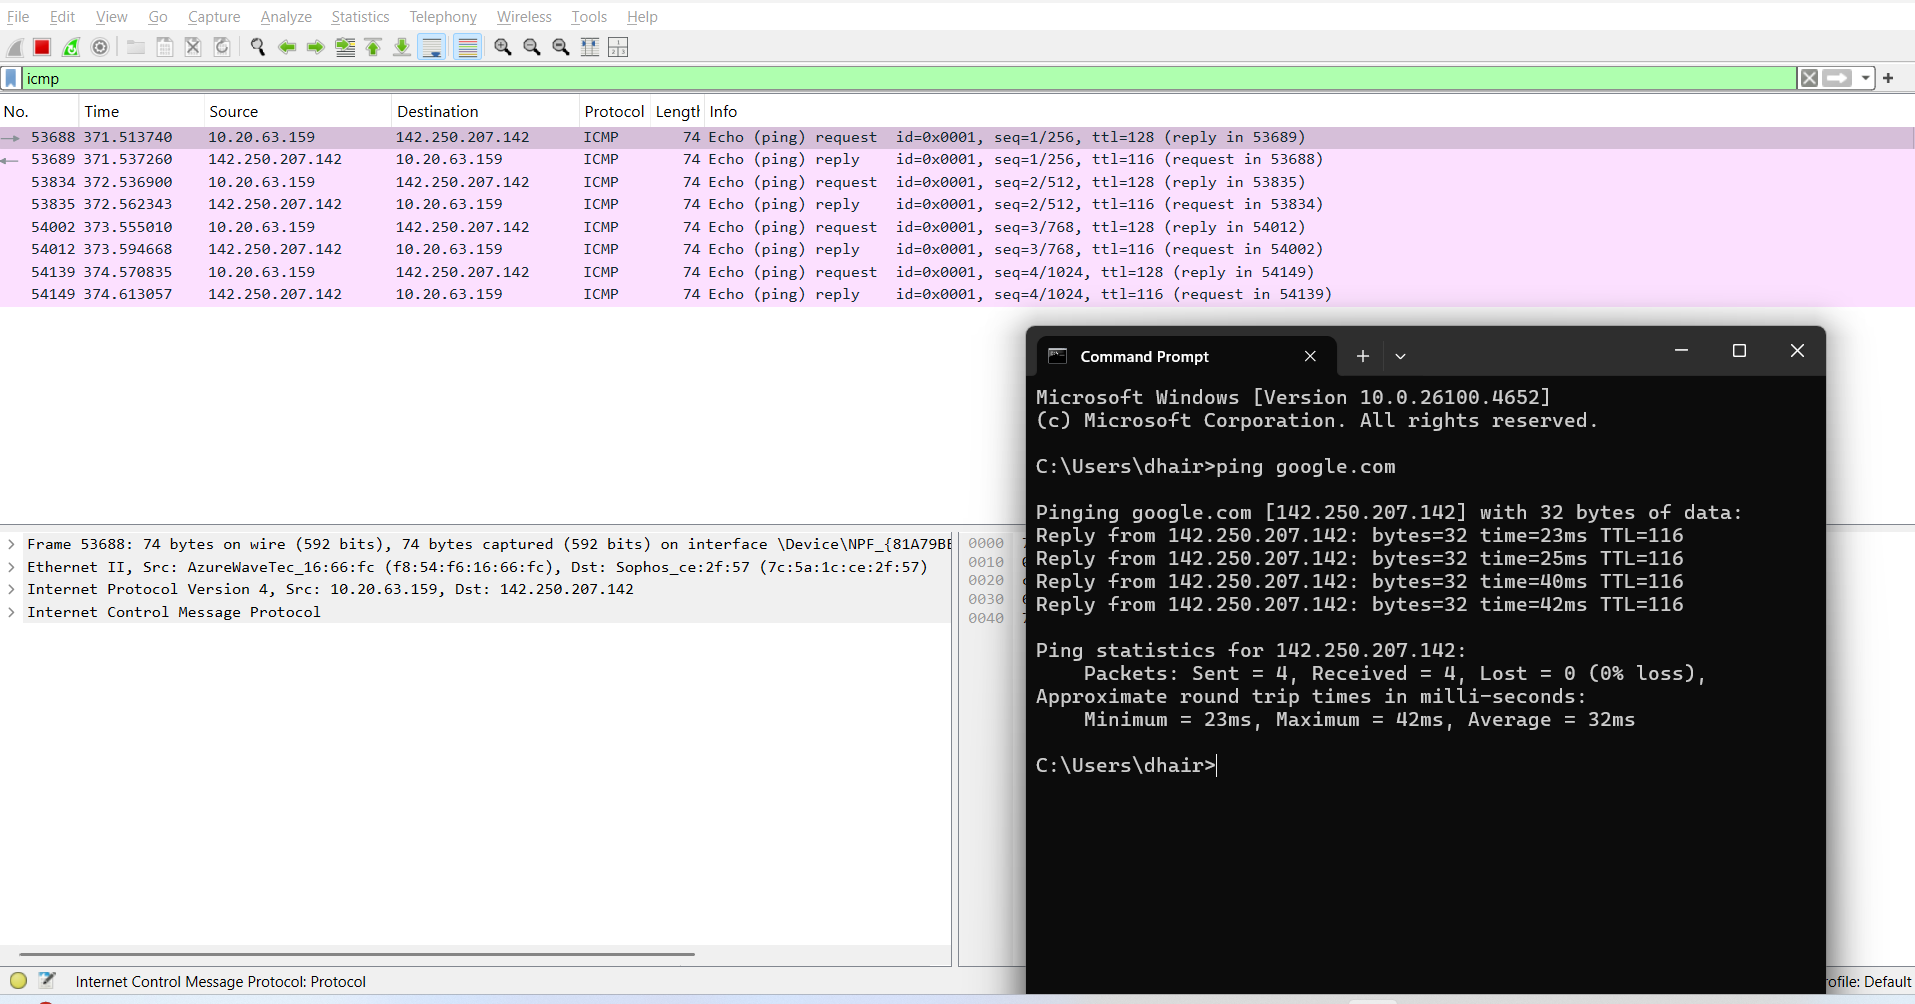 File Edit View Go Capture Analyze Statistics Telephony Wireless Tools Help
icmp
No. Time Source Destination Protocol Lengtl Info
53688 371.513740 10.20.63.159 142.250.207.142 ICMP 74 Echo (ping) request id=0x0001, seq=1/256, ttl=128 (reply in 53689)
53689 371.537260 142.250.207.142 10.20.63.159 ICMP 74 Echo (ping) reply id=0x0001, seq=1/256, ttl=116 (request in 53688)
53834 372.536900 10.20.63.159 142.250.207.142 ICMP 74 Echo (ping) request id=0x0001, seq=2/512, ttl=128 (reply in 53835)
53835 372.562343 142.250.207.142 10.20.63.159 ICMP 74 Echo (ping) reply id=0x0001, seq=2/512, ttl=116 (request in 53834)
54002 373.555010 10.20.63.159 142.250.207.142 ICMP 74 Echo (ping) request id=0x0001, seq=3/768, ttl=128 (reply in 54012)
54012 373.594668 142.250.207.142 10.20.63.159 ICMP 74 Echo (ping) reply id=0x0001, seq=3/768, ttl=116 (request in 54002)
54139 374.570835 10.20.63.159 142.250.207.142 ICMP 74 Echo (ping) request id=0x0001, seq=4/1024, ttl=128 (reply in 54149)
54149 374.613057 142.250.207.142 10.20.63.159 ICMP 74 Echo (ping) reply id=0x0001, seq=4/1024, ttl=116 (request in 54139)
Frame 53688: 74 bytes on wire (592 bits), 74 bytes captured (592 bits) on interface \Device\NPF_{81A79BE
Ethernet II, Src: AzureWaveTec_16:66:fc (f8:54:f6:16:66:fc), Dst: Sophos_ce:2f:57 (7c:5a:1c:ce:2f:57)
Internet Protocol Version 4, Src: 10.20.63.159, Dst: 142.250.207.142
Internet Control Message Protocol
0000
0010
0020
0030
0040
Command Prompt
Microsoft Windows [Version 10.0.26100.4652]
(c) Microsoft Corporation. All rights reserved.
C:\Users\dhair>ping google.com
Pinging google.com [142.250.207.142] with 32 bytes of data:
Reply from 142.250.207.142: bytes=32 time=23ms TTL=116
Reply from 142.250.207.142: bytes=32 time=25ms TTL=116
Reply from 142.250.207.142: bytes=32 time=40ms TTL=116
Reply from 142.250.207.142: bytes=32 time=42ms TTL=116
Ping statistics for 142.250.207.142:
Packets: Sent = 4, Received = 4, Lost = 0 (0% loss),
Approximate round trip times in milli-seconds:
Minimum = 23ms, Maximum = 42ms, Average = 32ms
C:\Users\dhair>
Internet Control Message Protocol: Protocol
rofile: Default